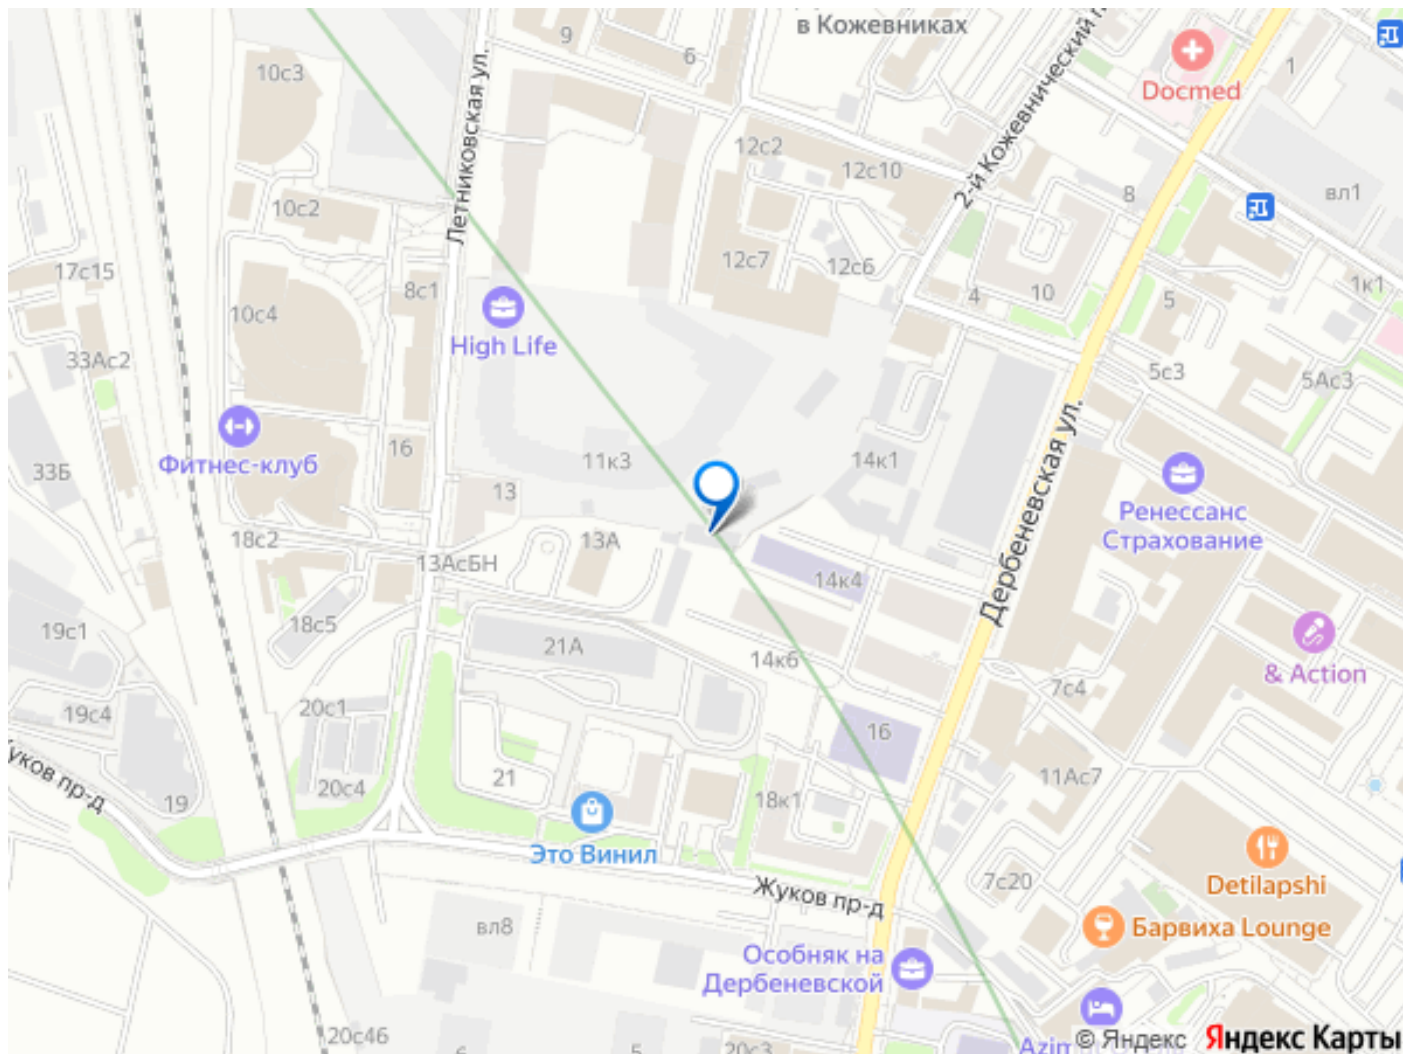 9
6
в Кожевниках
Docmed
1
10с3
Летниковская ул.
2-й Кожевнический
12с2
12с10
8
вл1
10с2
12с7
12с6
17с15
8с1
10с4
4
10
5
1к1
High Life
33Ас2
5с3
5Ас3
Фитнес-клуб
16
33Б
11к3
14к1
13
Дербеневская ул.
Ренессанс
Страхование
18с2
13А
13АсБН
14к4
19с1
18с5
21А
14к6
& Action
7с4
19с4
20с1
16
21
11Ас7
Жуков пр-д
19
20с4
18к1
Это Винил
Detilapshi
7с20
Жуков пр-д
вл8
Барвиха Lounge
Особняк на
Дербеневской
20с46
5
20с3
© Яндекс
Яндекс Карты